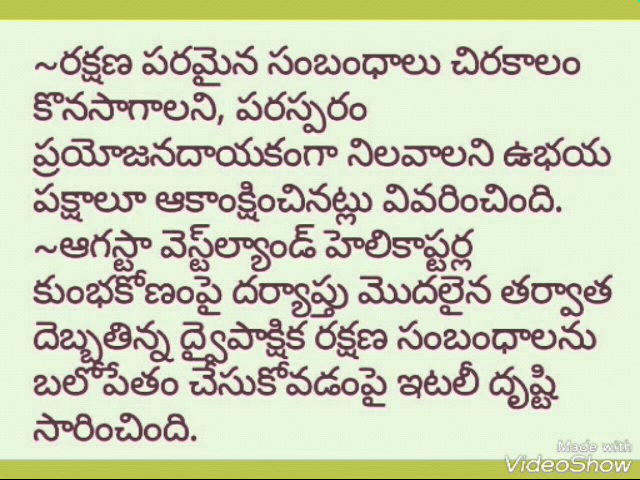 ~రక్షణ పరమైన సంబంధాలు చిరకాలం
కొనసాగాలని, పరస్పరం
ప్రయోజనదాయకంగా నిలవాలని ఉభయ
పక్షాలూ ఆకాంక్షించినట్లు వివరించింది.
~ఆగస్టా వెస్ట్‌ల్యాండ్ హెలికాప్టర్ల
కుంభకోణంపై దర్యాప్తు మొదలైన తర్వాత
దెబ్బతిన్న ద్వైపాక్షిక రక్షణ సంబంధాలను
బలోపేతం చేసుకోవడంపై ఇటలీ దృష్టి
సారించింది.
Made with
VideoShow